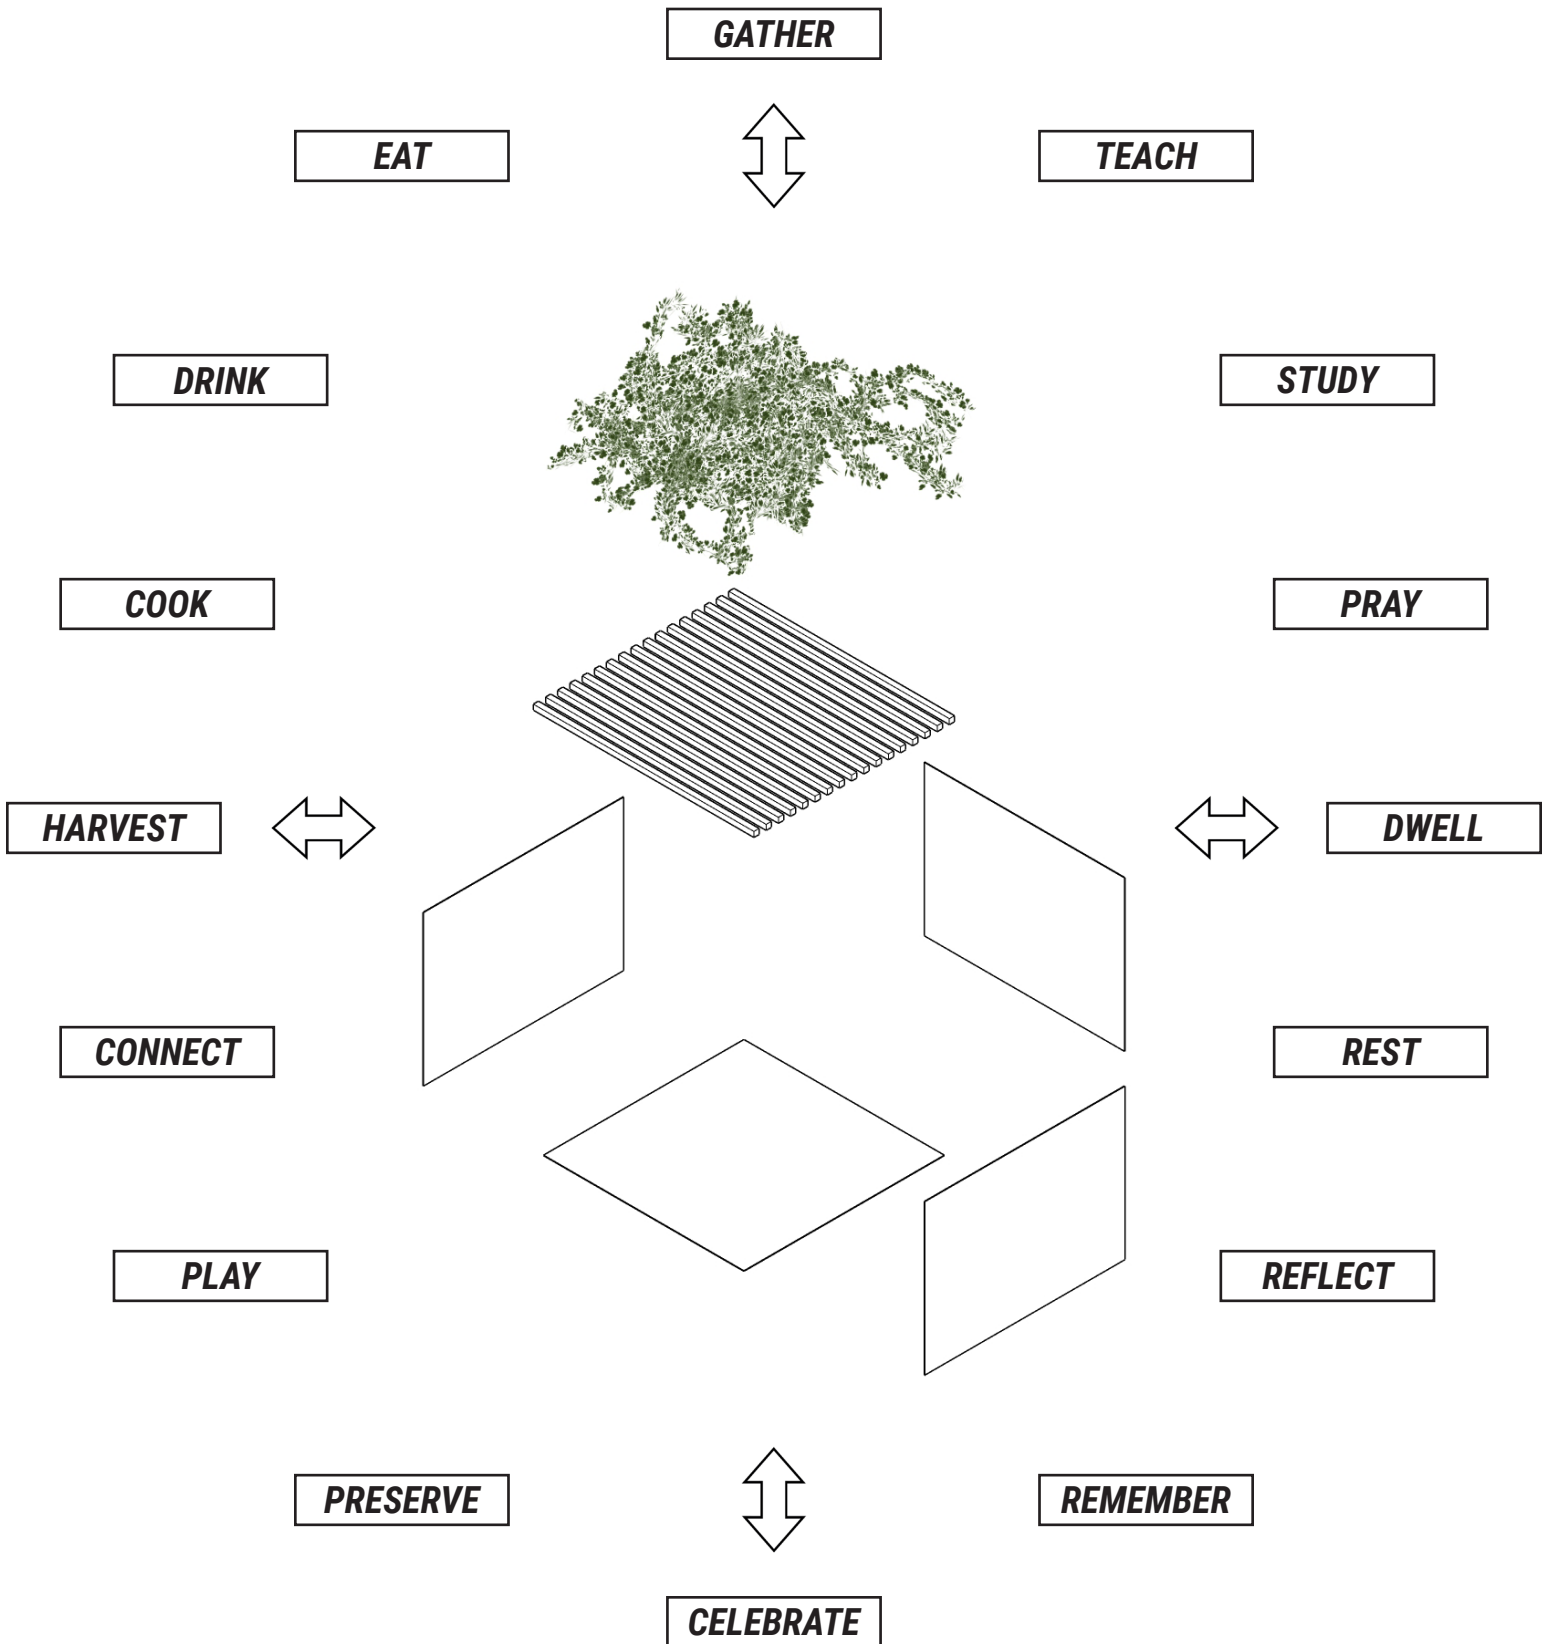 GATHER
EAT
TEACH
DRINK
STUDY
COOK
PRAY
HARVEST
DWELL
CONNECT
REST
PLAY
REFLECT
PRESERVE
REMEMBER
CELEBRATE